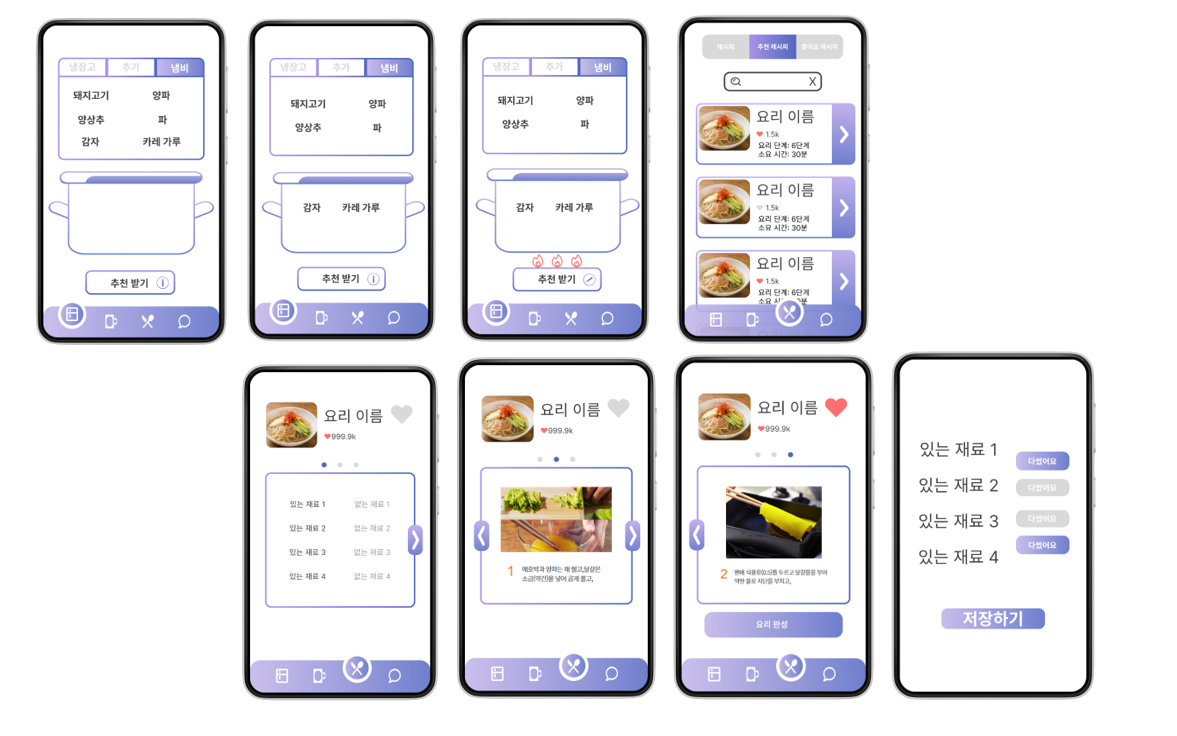 냉장고 추가 냄비
돼지고기 양파
양상추 파
감자 카레 가루
추천 받기
냉장고 추가 냄비
돼지고기 양파
양상추 파
감자 카레 가루
추천 받기
냉장고 추가 냄비
돼지고기 양파
양상추 파
감자 카레 가루
추천 받기
레시피 추천 레시피 좋아요 레시피
X
요리 이름
1.5k
요리 단계: 6단계
소요 시간: 30분
요리 이름
1.5k
요리 단계: 6단계
소요 시간: 30분
요리 이름
1.5k
요리 단계: 6단계
소요 시간: 30분
요리 이름
요리 이름
999.9k
있는 재료 1 없는 재료 1
있는 재료 2 없는 재료 2
있는 재료 3 없는 재료 3
있는 재료 4 없는 재료 4
요리 이름
999.9k
1 애호박과 양파는 채 썰고,달걀은
소금(약간)을 넣어 곱게 풀고,
요리 이름
999.9k
2 팬에 식용유(0.5)를 두르고 달걀물을 부어
약한 불로 지단을 부치고,
요리 완성
있는 재료 1
다썼어요
있는 재료 2
다썼어요
있는 재료 3
다썼어요
있는 재료 4
다썼어요
저장하기